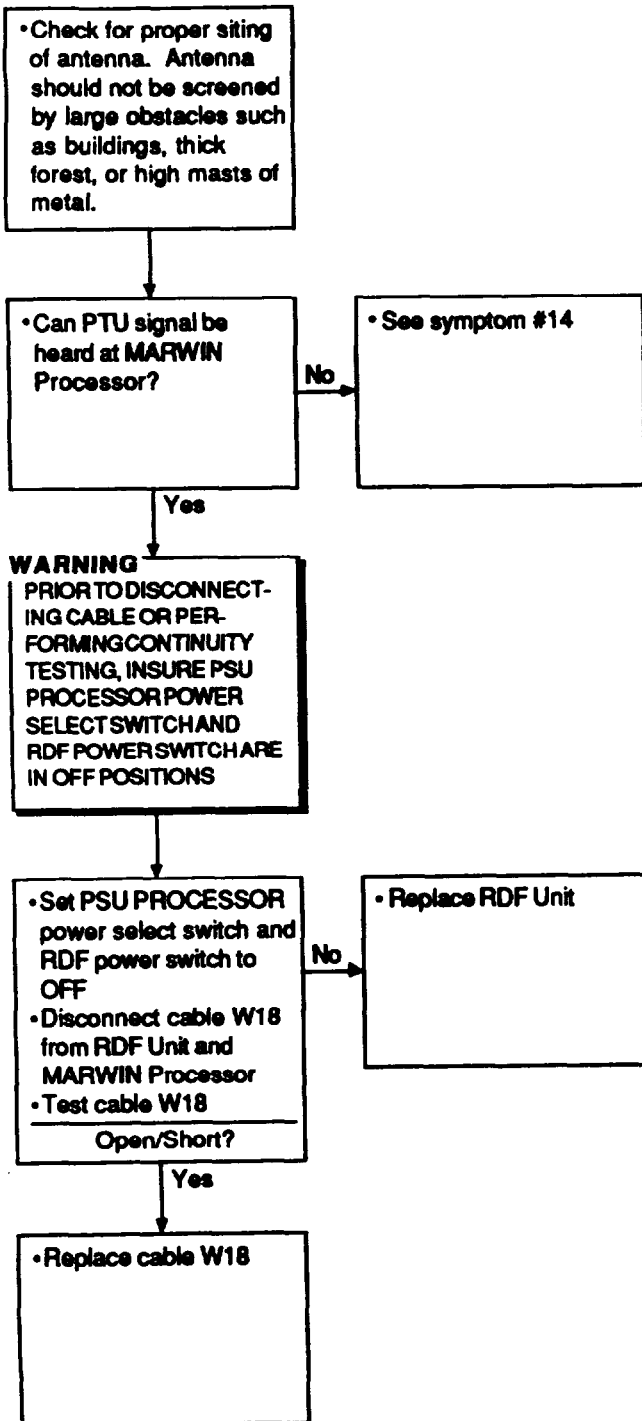 •Check for proper siting
of antenna. Antenna
should not be screened
by large obstacles such
as buildings, thick
forest, or high masts of
metal.
•Can PTU signal be
heard at MARWIN
Processor?
No
•See symptom #14
Yes
WARNING
PRIOR TO DISCONNECT-
ING CABLE OR PER-
FORMING CONTINUITY
TESTING, INSURE PSU
PROCESSOR POWER
SELECT SWITCH AND
RDF POWER SWITCH ARE
IN OFF POSITIONS
•Set PSU PROCESSOR
power select switch and
RDF power switch to
OFF
•Disconnect cable W18
from RDF Unit and
MARWIN Processor
•Test cable W18
Open/Short?
No
•Replace RDF Unit
Yes
•Replace cable W18